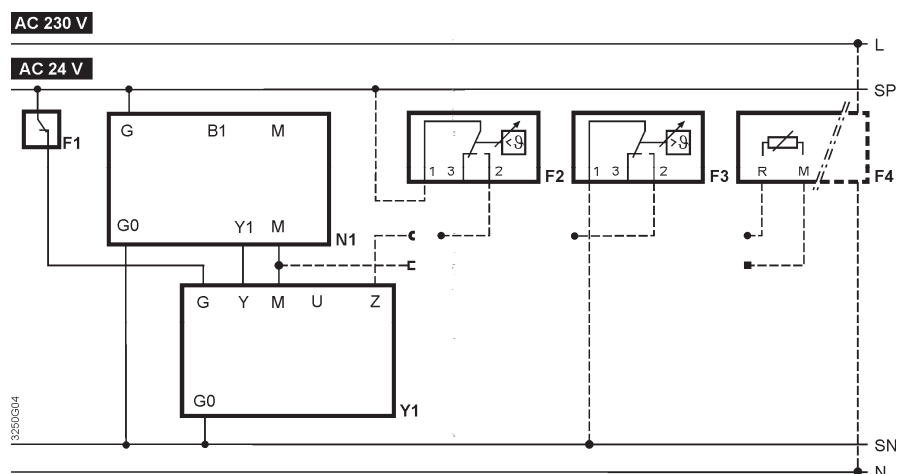 AC 230 V
L
AC 24 V
SP
F1
G B1 M
G0 Y1 M
N1
1 3 2
<ϑ
F2
1 3 2
>ϑ
F3
R M
F4
G Y M U Z
G0
Y1
3250G04
SN
N